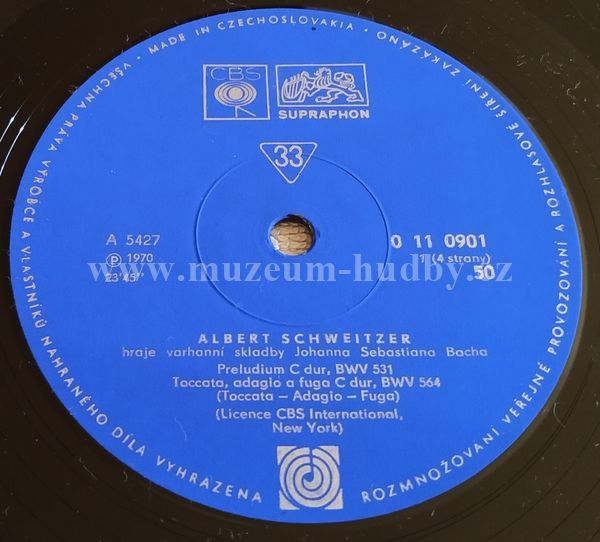 VŠECHNA PRÁVA VÝROBCE A VLASTNÍKŮ NAHRANÉHO DÍLA VYHRAZENA
MADE IN CZECHOSLOVAKIA
ROZMNOŽOVÁNÍ VEŘEJNÉ PROVOZOVÁNÍ A ROZHLASOVÉ ŠÍŘENÍ ZAKÁZÁNO
CBS
SUPRAPHON
33
A 5427
0 11 0901
Ⓟ 1970
1 (4 strany)
23'45"
50
www.muzeum-hudby.cz
ALBERT SCHWEITZER
hraje varhanní skladby Johanna Sebastiana Bacha
Preludium C dur, BWV 531
Toccata, adagio a fuga C dur, BWV 564
(Toccata – Adagio – Fuga)
(Licence CBS International,
New York)